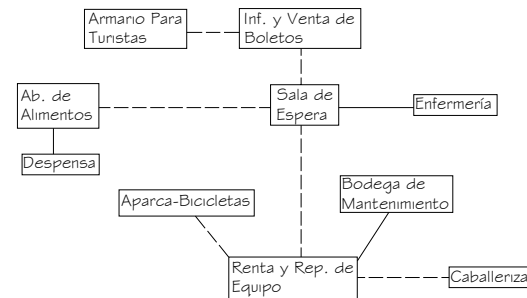 Armario Para
Turistas
Inf. y Venta de
Boletos
Ab. de
Alimentos
Sala de
Espera
Enfermería
Despensa
Aparca-Bicicletas
Bodega de
Mantenimiento
Renta y Rep. de
Equipo
Caballeriza